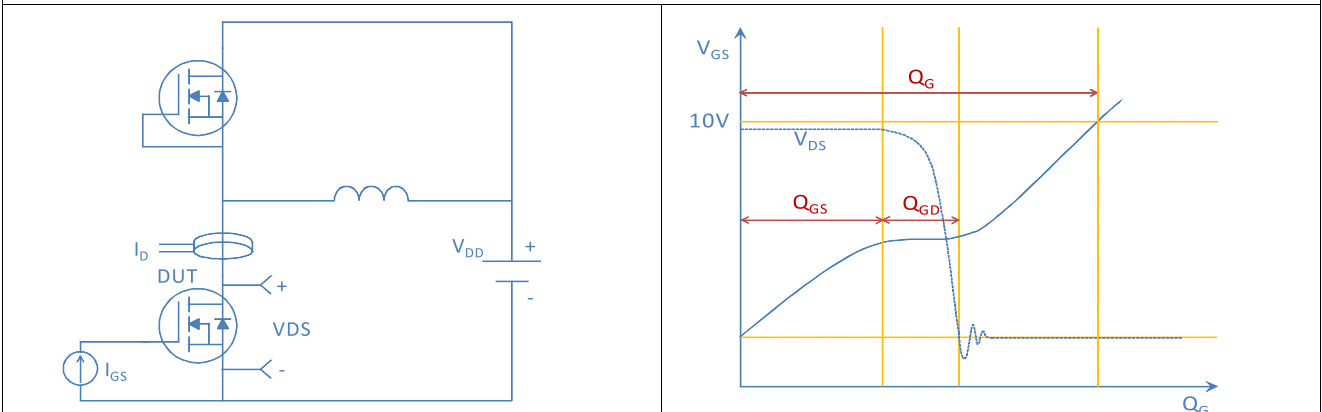 I_D
DUT
+
VDS
-
I_GS
V_DD
+
-
V_GS
Q_G
10V
V_DS
Q_GS
Q_GD
Q_G